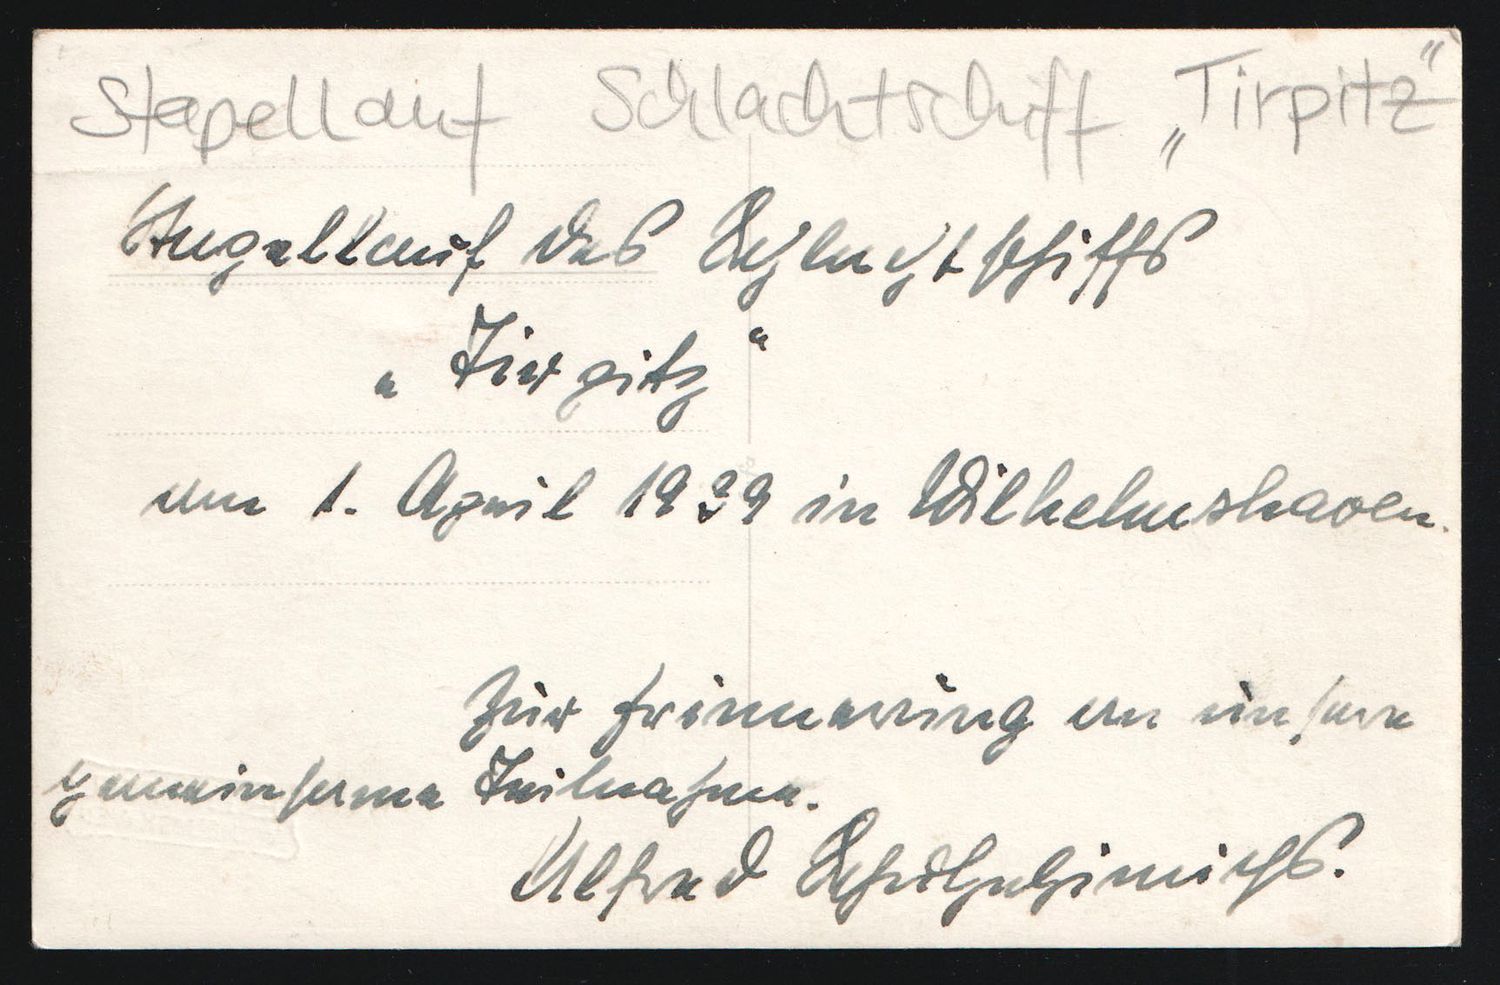 Stapellauf Schlachtschiff „Tirpitz“
Stapellauf des Schlachtschiffs
„Tirpitz“
am 1. April 1939 in Wilhelmshaven.
Zur Erinnerung an unsere
gemeinsame Teilnahme.
Alfred